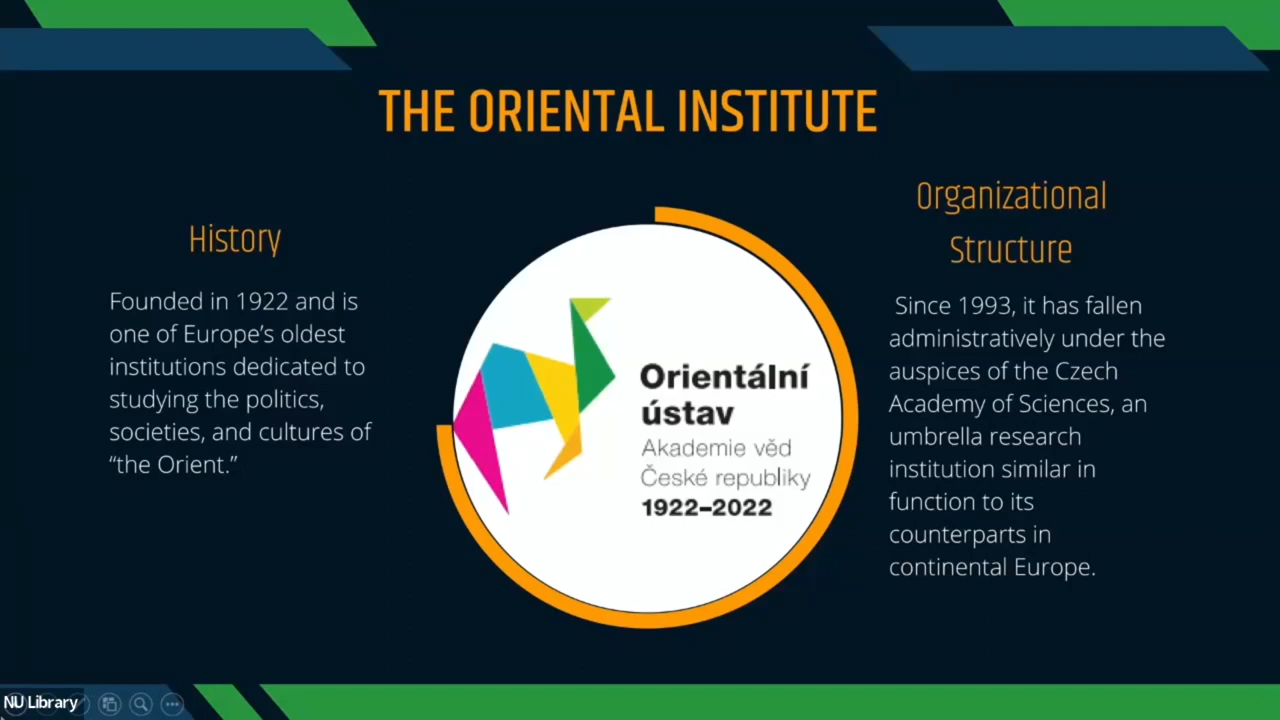 THE ORIENTAL INSTITUTE
History
Founded in 1922 and is
one of Europe’s oldest
institutions dedicated to
studying the politics,
societies, and cultures of
“the Orient.”
Orientální
ústav
Akademie věd
České republiky
1922–2022
Organizational
Structure
Since 1993, it has fallen
administratively under the
auspices of the Czech
Academy of Sciences, an
umbrella research
institution similar in
function to its
counterparts in
continental Europe.
NU Library